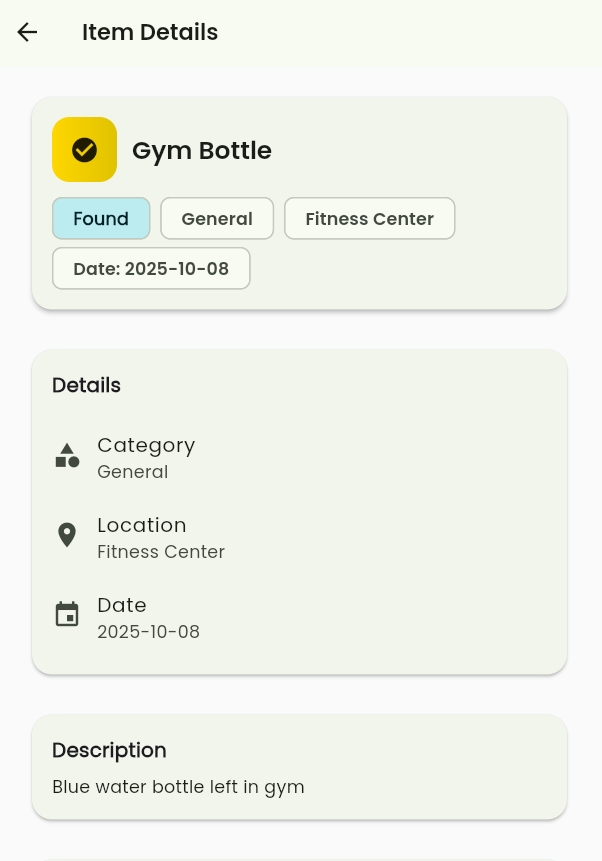 Item Details
Gym Bottle
Found General Fitness Center
Date: 2025-10-08
Details
Category
General
Location
Fitness Center
Date
2025-10-08
Description
Blue water bottle left in gym